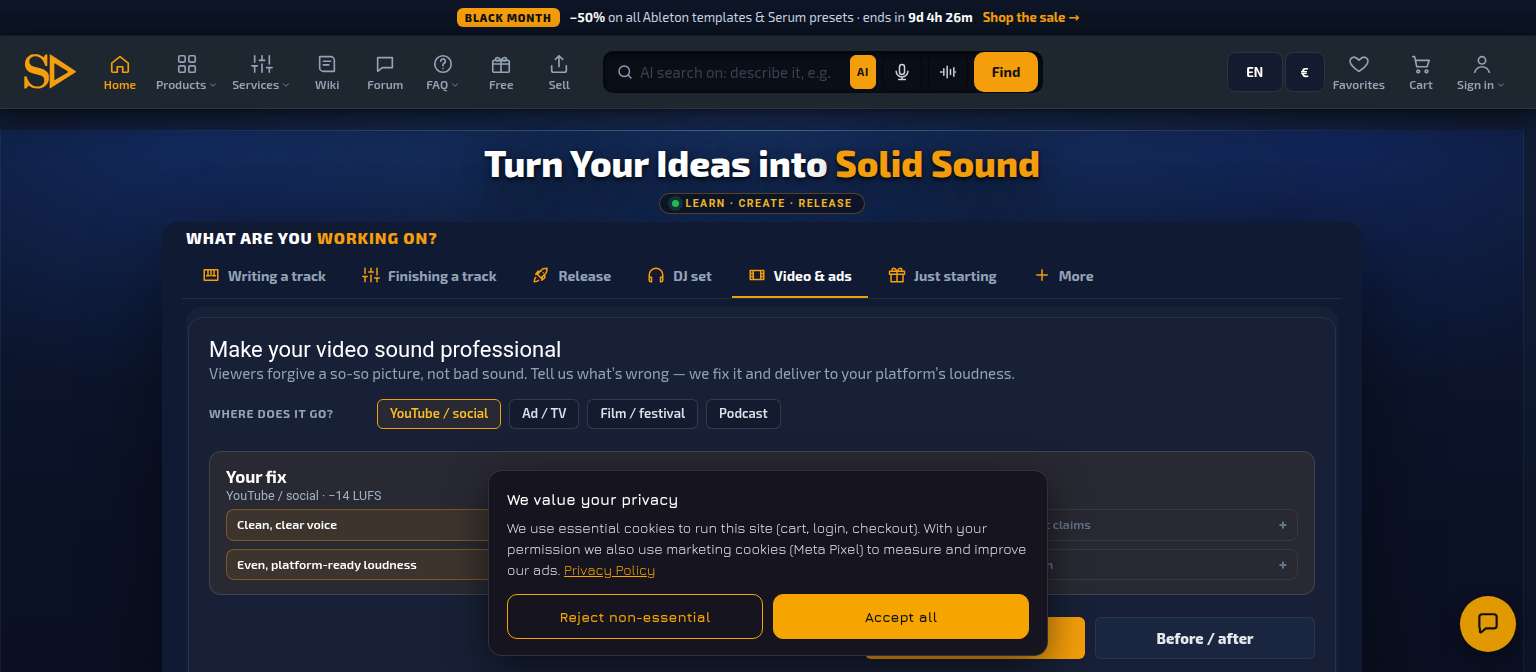 BLACK MONTH −50% on all Ableton templates & Serum presets · ends in 9d 4h 26m Shop the sale →
Home Products Services Wiki Forum FAQ Free Sell
AI search on: describe it, e.g. AI Find
EN € Favorites Cart Sign in
Turn Your Ideas into Solid Sound
LEARN · CREATE · RELEASE
WHAT ARE YOU WORKING ON?
Writing a track Finishing a track Release DJ set Video & ads Just starting More
Make your video sound professional
Viewers forgive a so-so picture, not bad sound. Tell us what's wrong — we fix it and deliver to your platform's loudness.
WHERE DOES IT GO? YouTube / social Ad / TV Film / festival Podcast
Your fix
YouTube / social · −14 LUFS
Clean, clear voice
claims +
Even, platform-ready loudness
+
We value your privacy
We use essential cookies to run this site (cart, login, checkout). With your
permission we also use marketing cookies (Meta Pixel) to measure and improve
our ads. Privacy Policy
Reject non-essential Accept all
Before / after